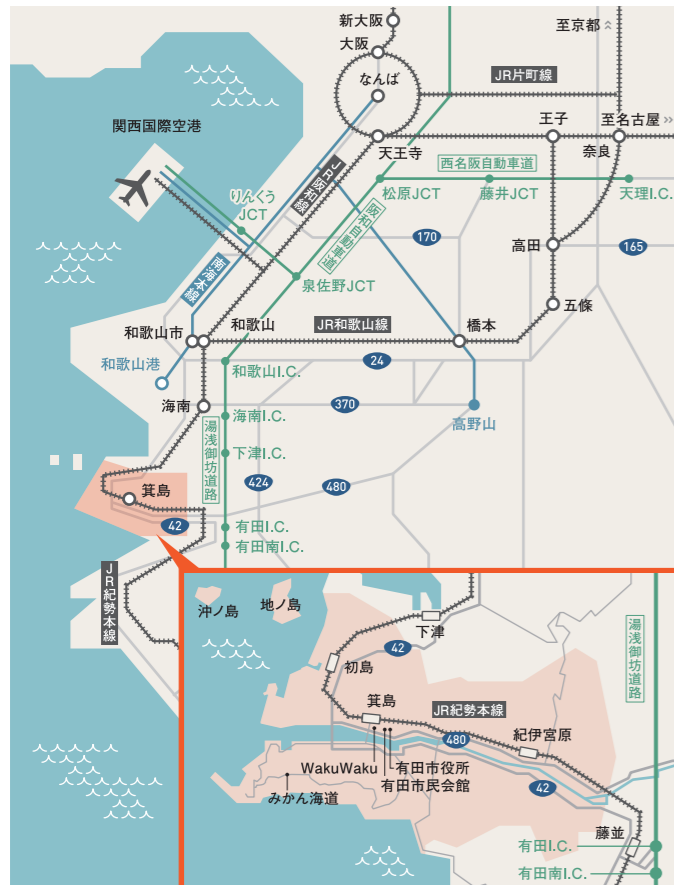 新大阪
大阪
至京都
なんば
JR片町線
関西国際空港
天王寺
王子
至名古屋 »
奈良
西名阪自動車道
JR阪和線
松原JCT
藤井JCT
天理I.C.
りんくう
JCT
阪和自動車道
170
高田
165
南海本線
泉佐野JCT
五條
和歌山市
和歌山
JR和歌山線
橋本
和歌山港
和歌山I.C.
24
海南
海南I.C.
370
高野山
湯浅御坊道路
下津I.C.
424
480
箕島
42
有田I.C.
有田南I.C.
JR紀勢本線
沖ノ島
地ノ島
下津
湯浅御坊道路
初島
42
箕島
JR紀勢本線
480
紀伊宮原
WakuWaku
有田市役所
有田市民会館
みかん海道
42
藤並
有田I.C.
有田南I.C.